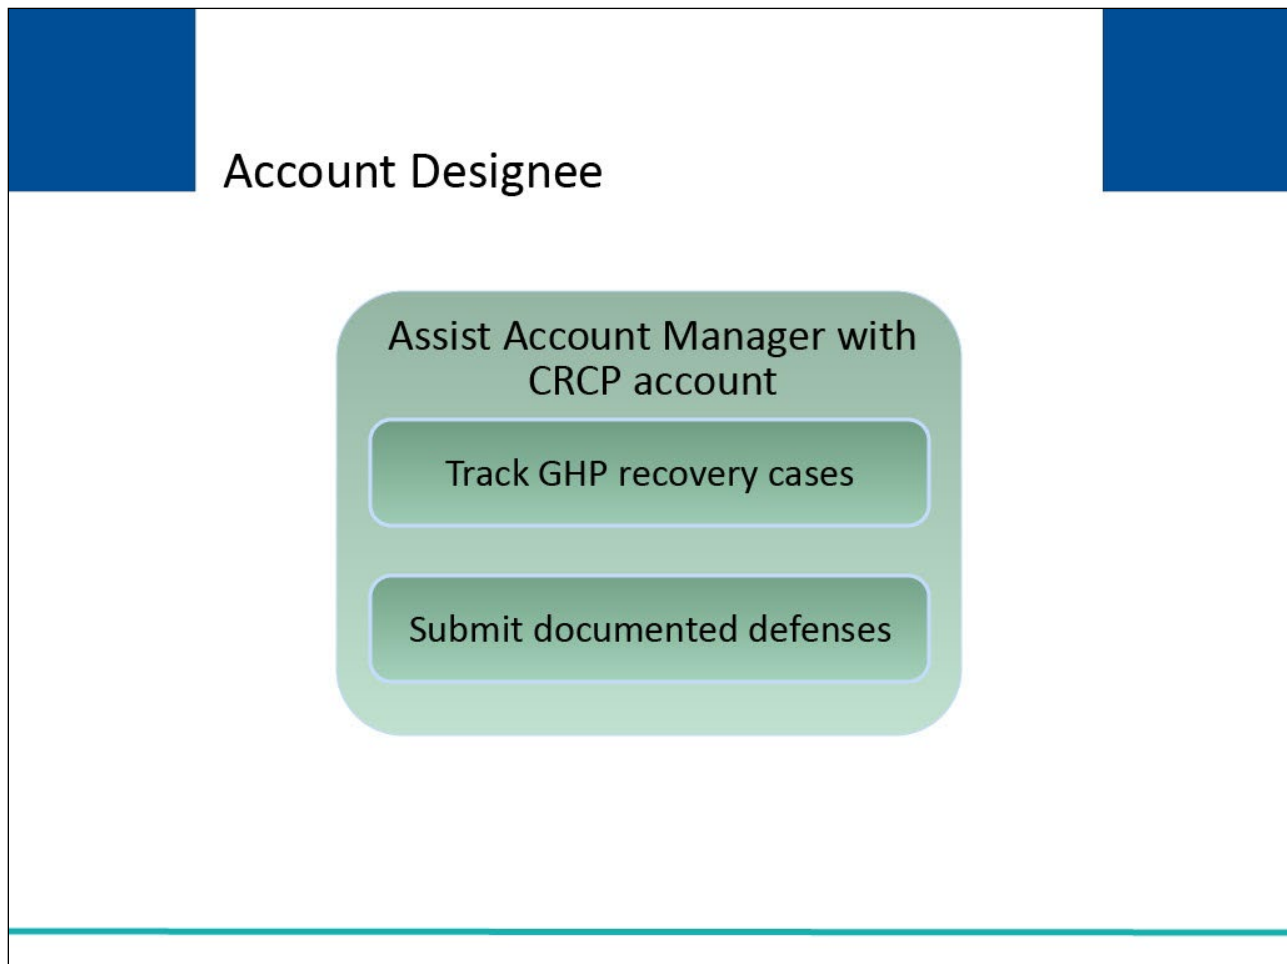 Account Designee
Assist Account Manager with
CRCP account
Track GHP recovery cases
Submit documented defenses